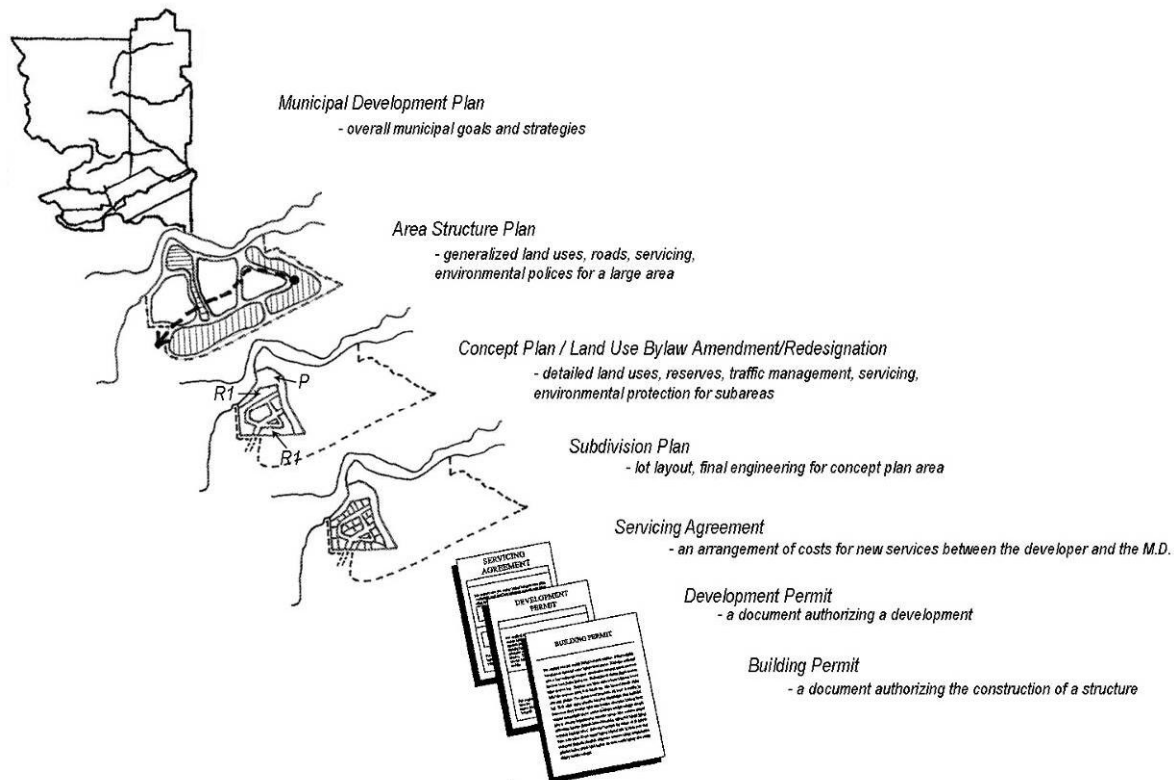 Municipal Development Plan
- overall municipal goals and strategies
Area Structure Plan
- generalized land uses, roads, servicing,
environmental polices for a large area
Concept Plan / Land Use Bylaw Amendment/Redesignation
- detailed land uses, reserves, traffic management, servicing,
environmental protection for subareas
P
R1
R1
Subdivision Plan
- lot layout, final engineering for concept plan area
Servicing Agreement
- an arrangement of costs for new services between the developer and the M.D.
SERVICING
AGREEMENT
Development Permit
- a document authorizing a development
DEVELOPMENT
PERMIT
Building Permit
- a document authorizing the construction of a structure
BUILDING PERMIT